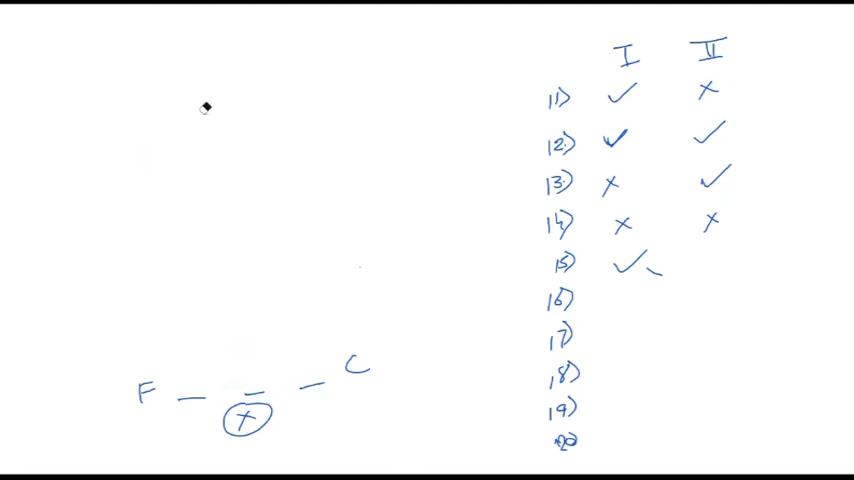 I II
11) ✓ ×
12) ✓ ✓
13) × ✓
14) × ×
15) ✓
16)
17)
18)
19)
20
F — — — C
+